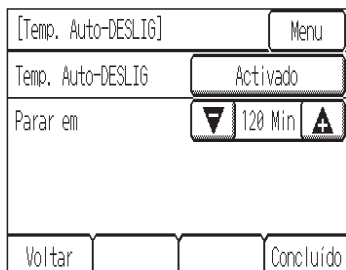 [Temp. Auto-DESLIG] Menu
Temp. Auto-DESLIG Activado
Parar em 120 Min
Voltar Concluído